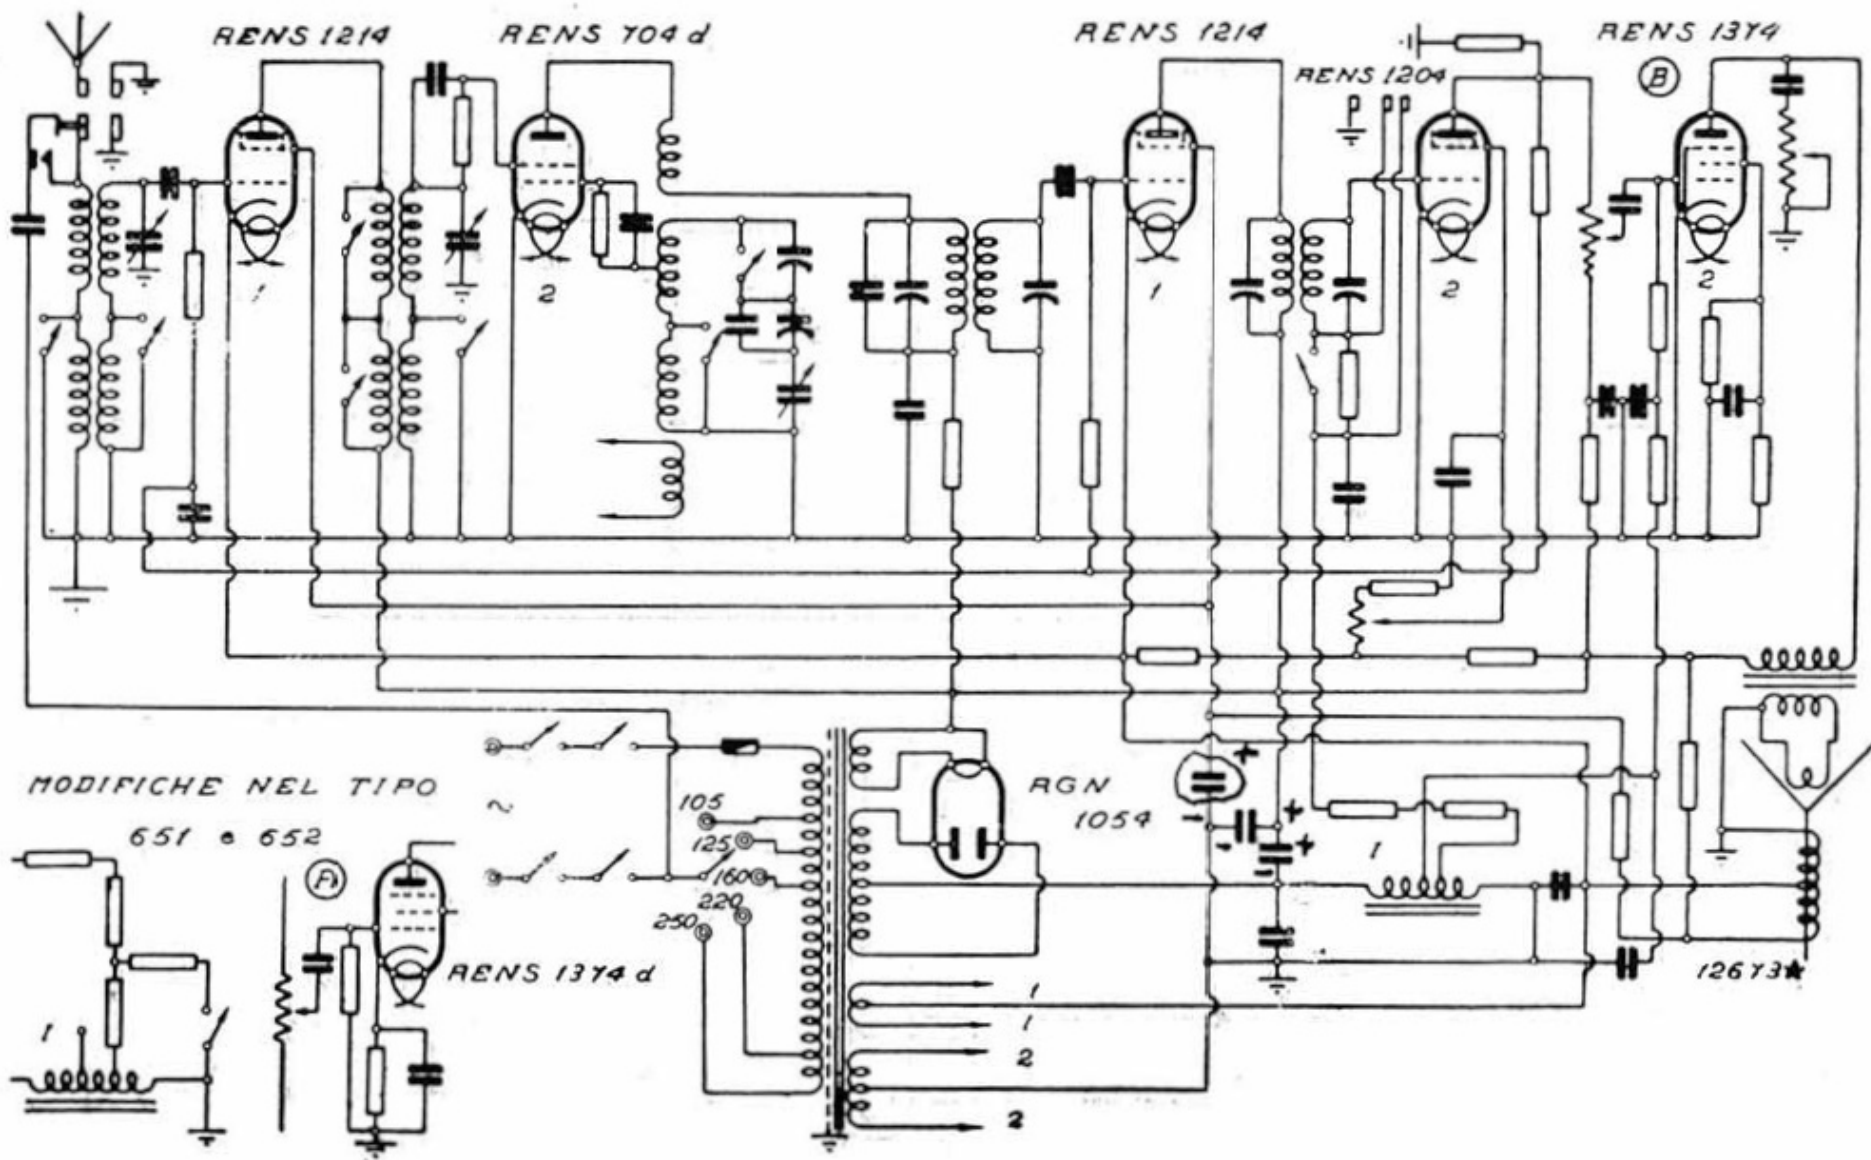 RENS 1214
RENS 704 d
RENS 1214
RENS 1204
RENS 1374
B
1
2
1
2
2
MODIFICHE NEL TIPO
651 e 652
~
105
125
160
220
250
RGN
1054
+
-
+
-
+
-
I
A
RENS 1374 d
I
12673★
1
1
2
2